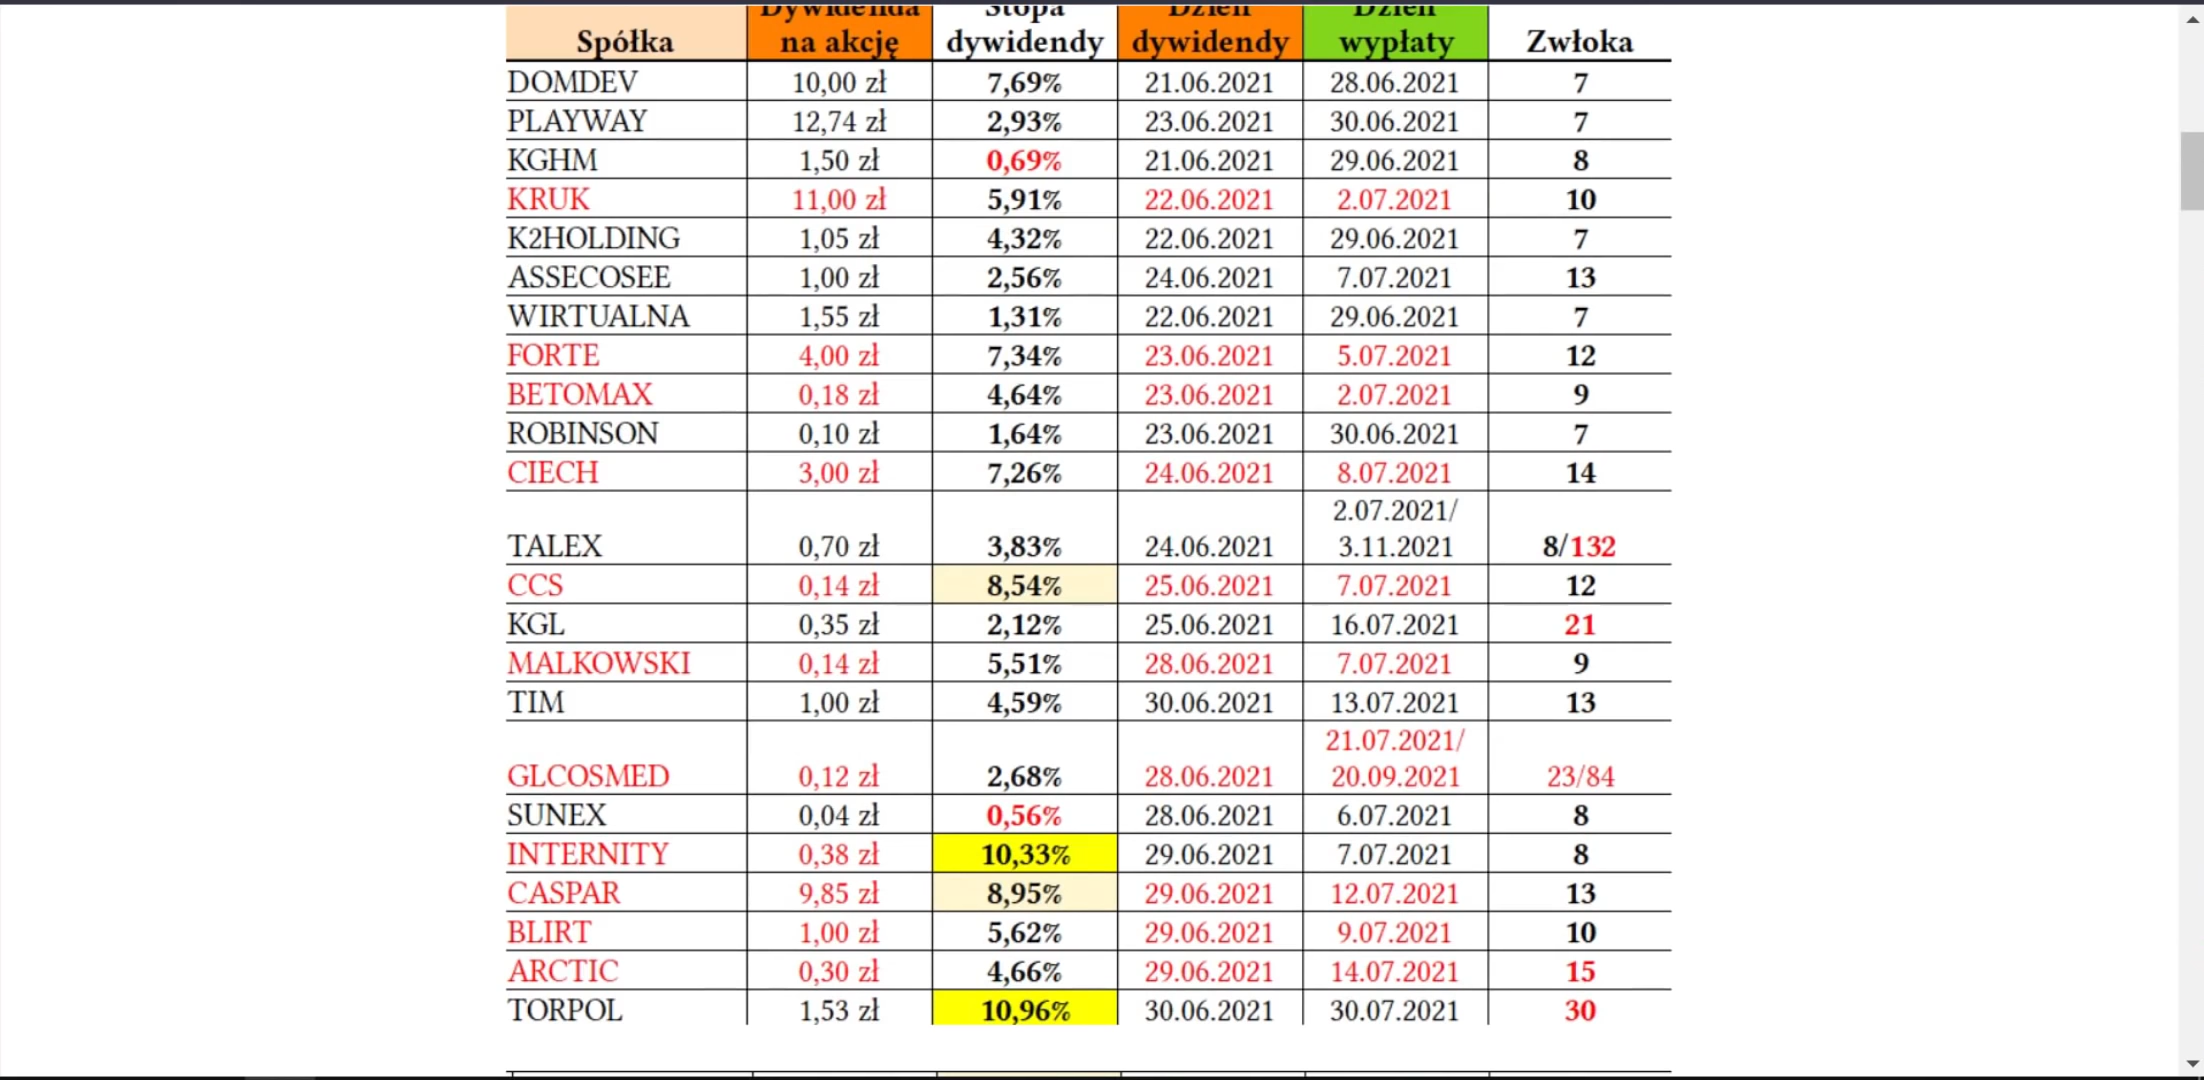 Spółka Dywidenda na akcję Stopa dywidendy Dzień dywidendy Dzień wypłaty Zwłoka
DOMDEV 10,00 zł 7,69% 21.06.2021 28.06.2021 7
PLAYWAY 12,74 zł 2,93% 23.06.2021 30.06.2021 7
KGHM 1,50 zł 0,69% 21.06.2021 29.06.2021 8
KRUK 11,00 zł 5,91% 22.06.2021 2.07.2021 10
K2HOLDING 1,05 zł 4,32% 22.06.2021 29.06.2021 7
ASSECOSEE 1,00 zł 2,56% 24.06.2021 7.07.2021 13
WIRTUALNA 1,55 zł 1,31% 22.06.2021 29.06.2021 7
FORTE 4,00 zł 7,34% 23.06.2021 5.07.2021 12
BETOMAX 0,18 zł 4,64% 23.06.2021 2.07.2021 9
ROBINSON 0,10 zł 1,64% 23.06.2021 30.06.2021 7
CIECH 3,00 zł 7,26% 24.06.2021 8.07.2021 14
TALEX 0,70 zł 3,83% 24.06.2021 2.07.2021/ 3.11.2021 8/132
CCS 0,14 zł 8,54% 25.06.2021 7.07.2021 12
KGL 0,35 zł 2,12% 25.06.2021 16.07.2021 21
MALKOWSKI 0,14 zł 5,51% 28.06.2021 7.07.2021 9
TIM 1,00 zł 4,59% 30.06.2021 13.07.2021 13
GLCOSMED 0,12 zł 2,68% 28.06.2021 21.07.2021/ 20.09.2021 23/84
SUNEX 0,04 zł 0,56% 28.06.2021 6.07.2021 8
INTERNITY 0,38 zł 10,33% 29.06.2021 7.07.2021 8
CASPAR 9,85 zł 8,95% 29.06.2021 12.07.2021 13
BLIRT 1,00 zł 5,62% 29.06.2021 9.07.2021 10
ARCTIC 0,30 zł 4,66% 29.06.2021 14.07.2021 15
TORPOL 1,53 zł 10,96% 30.06.2021 30.07.2021 30